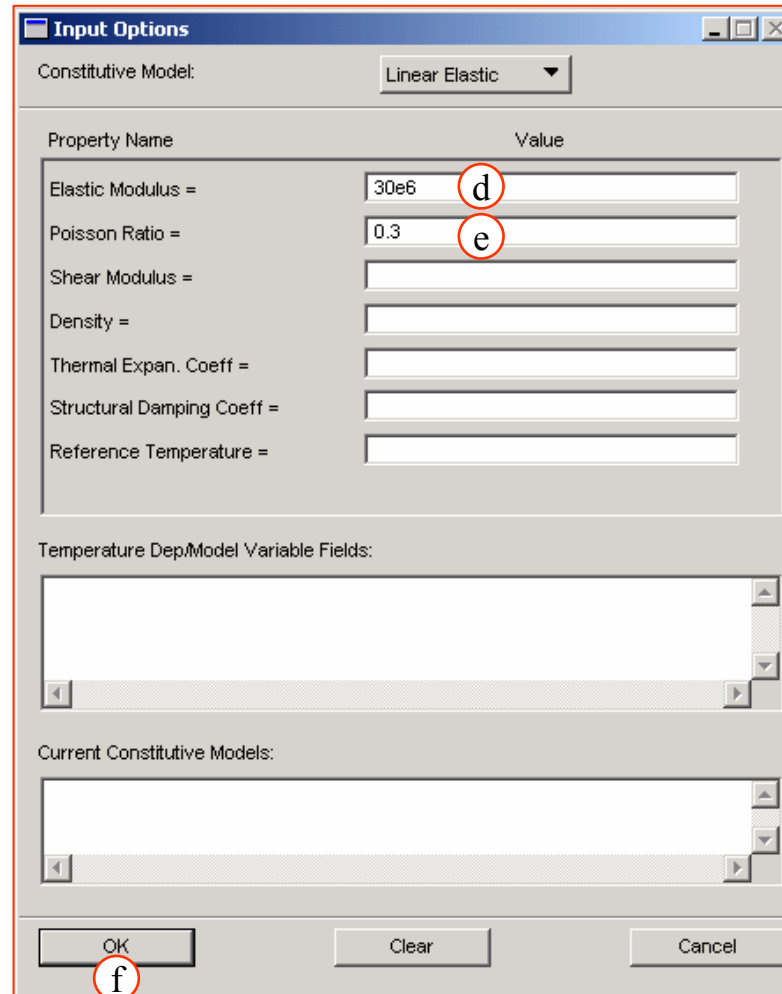 Input Options
Constitutive Model: Linear Elastic
Property Name Value
Elastic Modulus = 30e6 d
Poisson Ratio = 0.3 e
Shear Modulus =
Density =
Thermal Expan. Coeff =
Structural Damping Coeff =
Reference Temperature =
Temperature Dep/Model Variable Fields:
Current Constitutive Models:
OK Clear Cancel
f